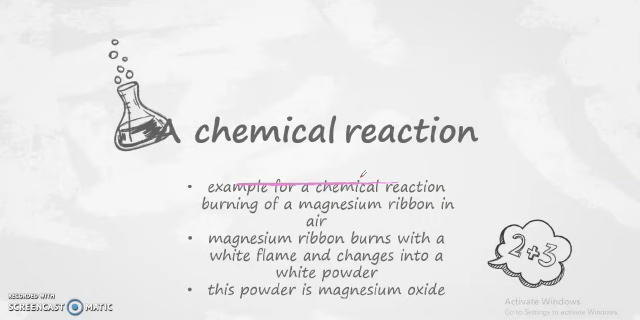 A chemical reaction
• example for a chemical reaction
burning of a magnesium ribbon in
air
• magnesium ribbon burns with a
white flame and changes into a
white powder
• this powder is magnesium oxide
2+3
Activate Windows
Go to Settings to activate Windows.
RECORDED WITH
SCREENCAST MATIC